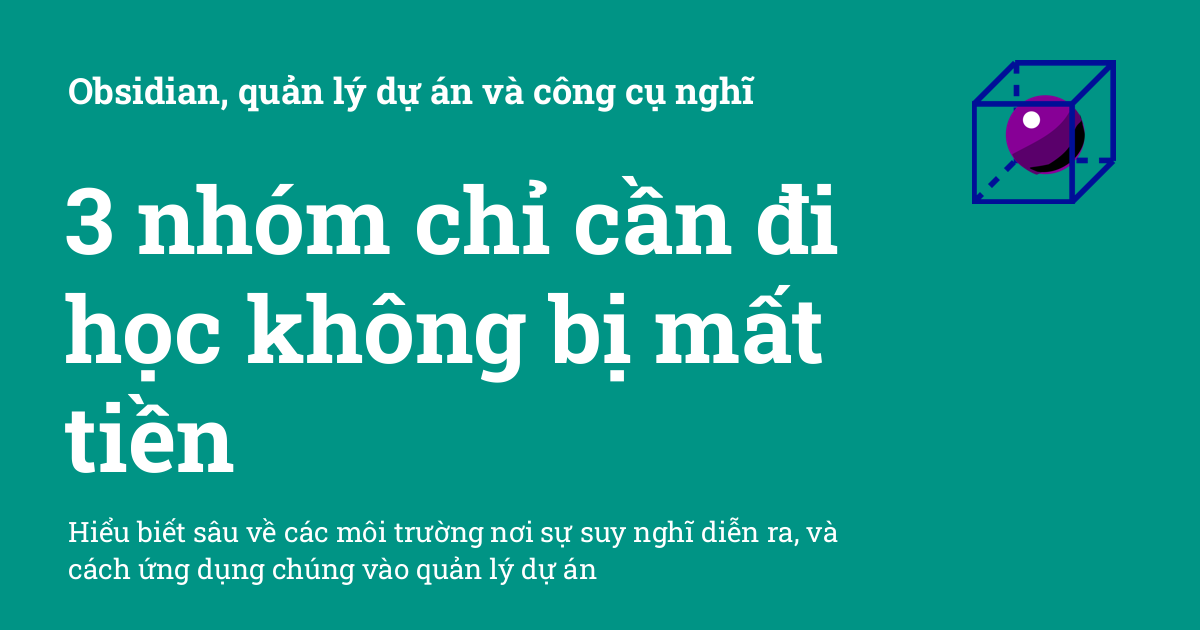 Obsidian, quản lý dự án và công cụ nghĩ
3 nhóm chỉ cần đi
học không bị mất
tiền
Hiểu biết sâu về các môi trường nơi sự suy nghĩ diễn ra, và
cách ứng dụng chúng vào quản lý dự án